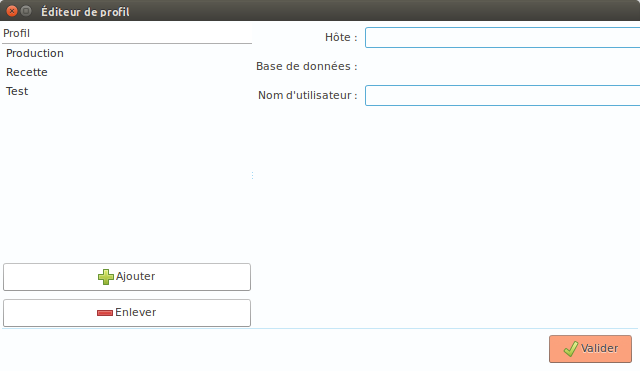 Éditeur de profil
Profil
Production
Recette
Test
Hôte :
Base de données :
Nom d'utilisateur :
Ajouter
Enlever
Valider